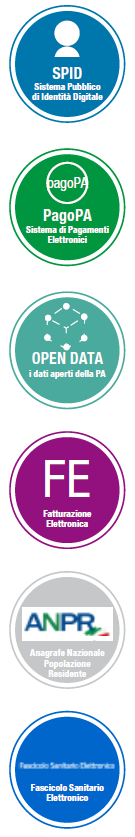 SPID
Sistema Pubblico
di Identità Digitale
pagoPA
PagoPA
Sistema di Pagamenti
Elettronici
OPEN DATA
i dati aperti della PA
FE
Fatturazione
Elettronica
ANPR
Anagrafe Nazionale
Popolazione
Residente
Fascicolo Sanitario Elettronico
Fascicolo Sanitario
Elettronico